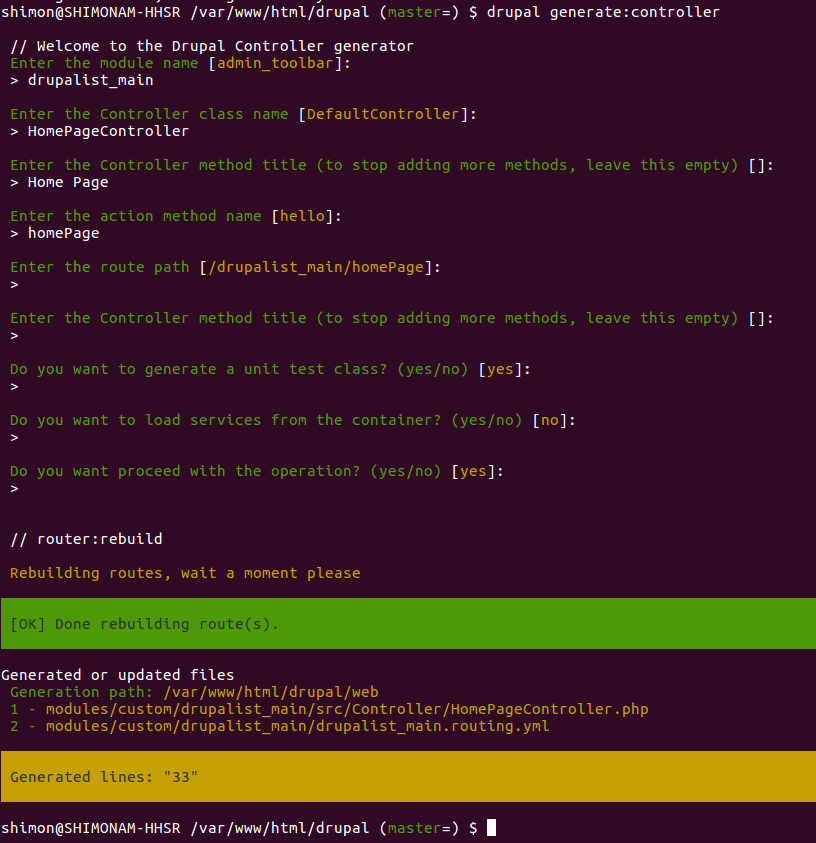 shimon@SHIMONAM-HHSR /var/www/html/drupal (master=) $ drupal generate:controller
// Welcome to the Drupal Controller generator
Enter the module name [admin_toolbar]:
> drupalist_main
Enter the Controller class name [DefaultController]:
> HomePageController
Enter the Controller method title (to stop adding more methods, leave this empty) []:
> Home Page
Enter the action method name [hello]:
> homePage
Enter the route path [/drupalist_main/homePage]:
>
Enter the Controller method title (to stop adding more methods, leave this empty) []:
>
Do you want to generate a unit test class? (yes/no) [yes]:
>
Do you want to load services from the container? (yes/no) [no]:
>
Do you want proceed with the operation? (yes/no) [yes]:
>
// router:rebuild
Rebuilding routes, wait a moment please
[OK] Done rebuilding route(s).
Generated or updated files
Generation path: /var/www/html/drupal/web
1 - modules/custom/drupalist_main/src/Controller/HomePageController.php
2 - modules/custom/drupalist_main/drupalist_main.routing.yml
Generated lines: "33"
shimon@SHIMONAM-HHSR /var/www/html/drupal (master=) $